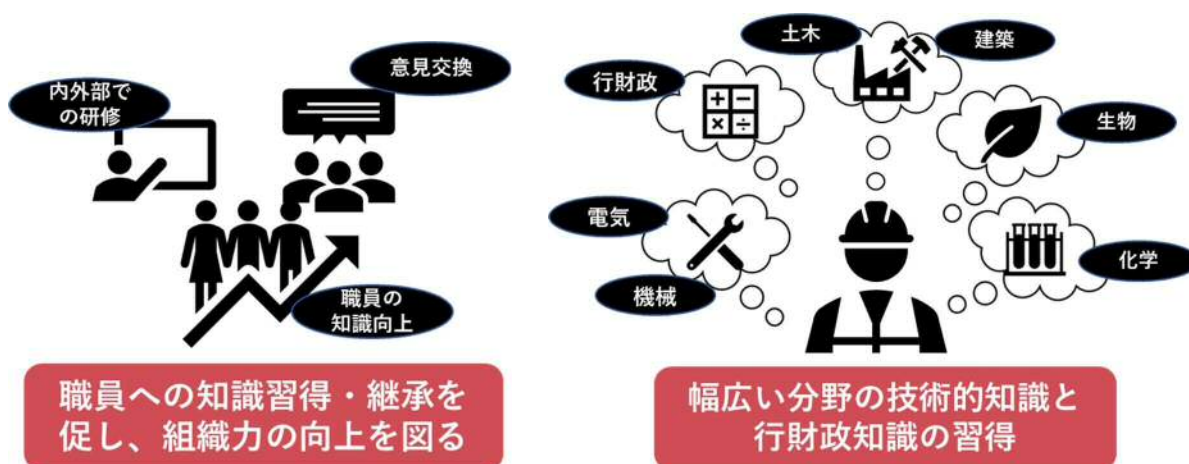 内外部で
の研修
意見交換
職員の
知識向上
職員への知識習得・継承を
促し、組織力の向上を図る
土木
建築
行財政
生物
電気
化学
機械
幅広い分野の技術的知識と
行財政知識の習得